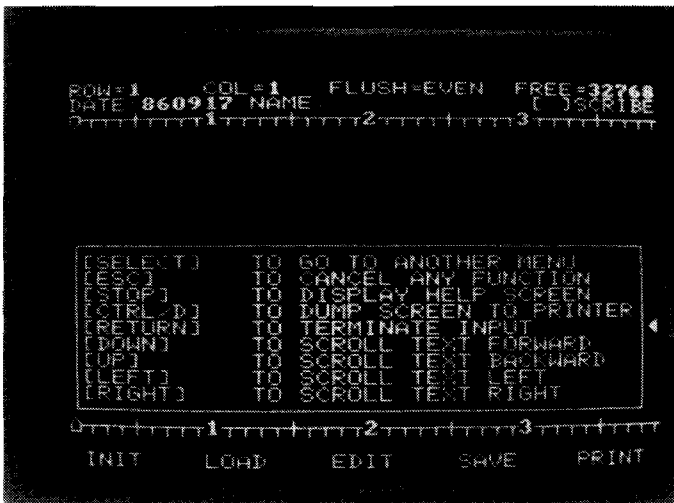 ROW=1 COL=1 FLUSH=EVEN FREE=32768
DATE 860917 NAME [ ]SCRIBE
1 2 3
[SELECT] TO GO TO ANOTHER MENU
[ESC] TO CANCEL ANY FUNCTION
[STOP] TO DISPLAY HELP SCREEN
[CTRL/D] TO DUMP SCREEN TO PRINTER
[RETURN] TO TERMINATE INPUT
[DOWN] TO SCROLL TEXT FORWARD
[UP] TO SCROLL TEXT BACKWARD
[LEFT] TO SCROLL TEXT LEFT
[RIGHT] TO SCROLL TEXT RIGHT
1 2 3
INIT LOAD EDIT SAVE PRINT